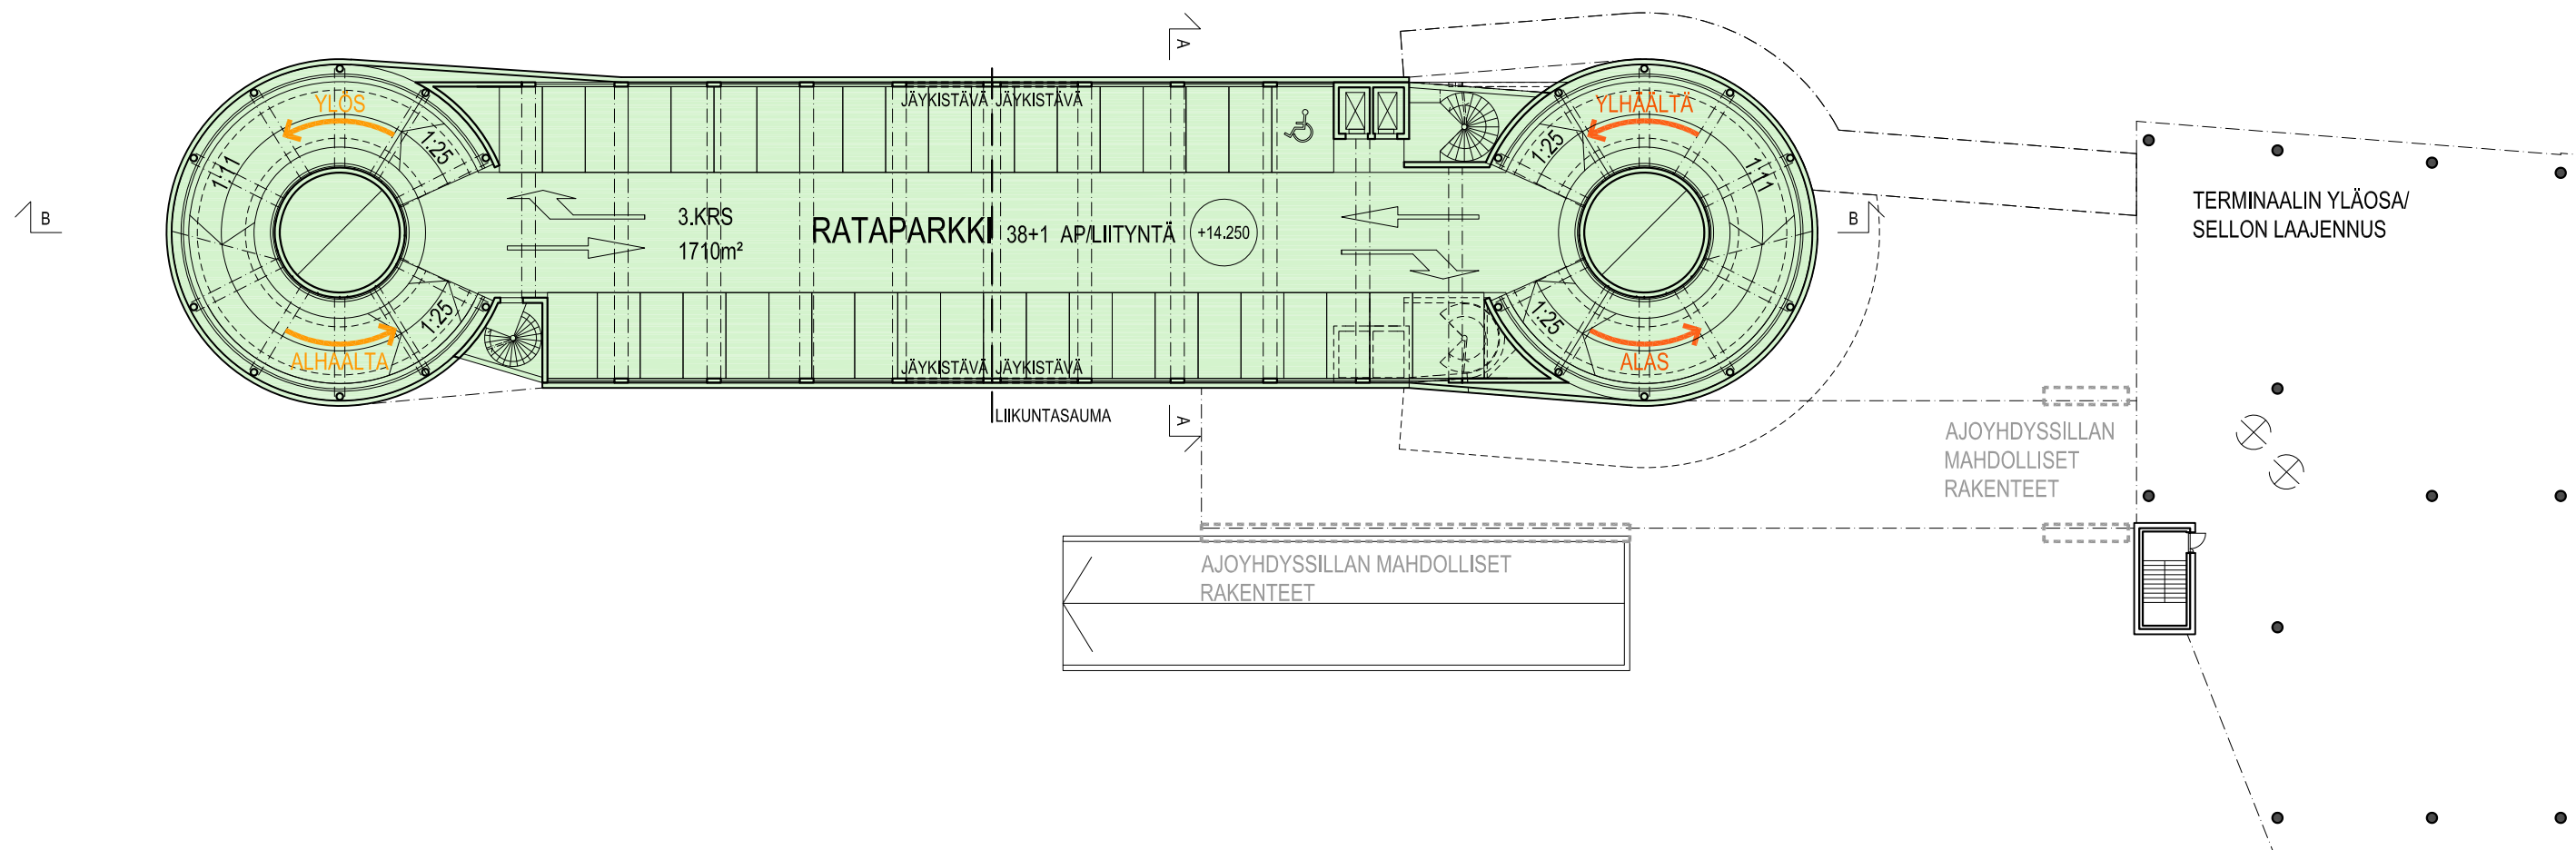 A
YLÖS
1:25
1:11
ALHAALTA
1:25
JÄYKISTÄVÄ
JÄYKISTÄVÄ
3.KRS
1710m²
RATAPARKKI
38+1 AP/LIITYNTÄ
+14.250
JÄYKISTÄVÄ
JÄYKISTÄVÄ
LIIKUNTASAUMA
A
YLHÄÄLTÄ
1:25
1:11
1:25
ALAS
B
B
TERMINAALIN YLÄOSA/
SELLON LAAJENNUS
AJOYHDYSSILLAN
MAHDOLLISET
RAKENTEET
AJOYHDYSSILLAN MAHDOLLISET
RAKENTEET